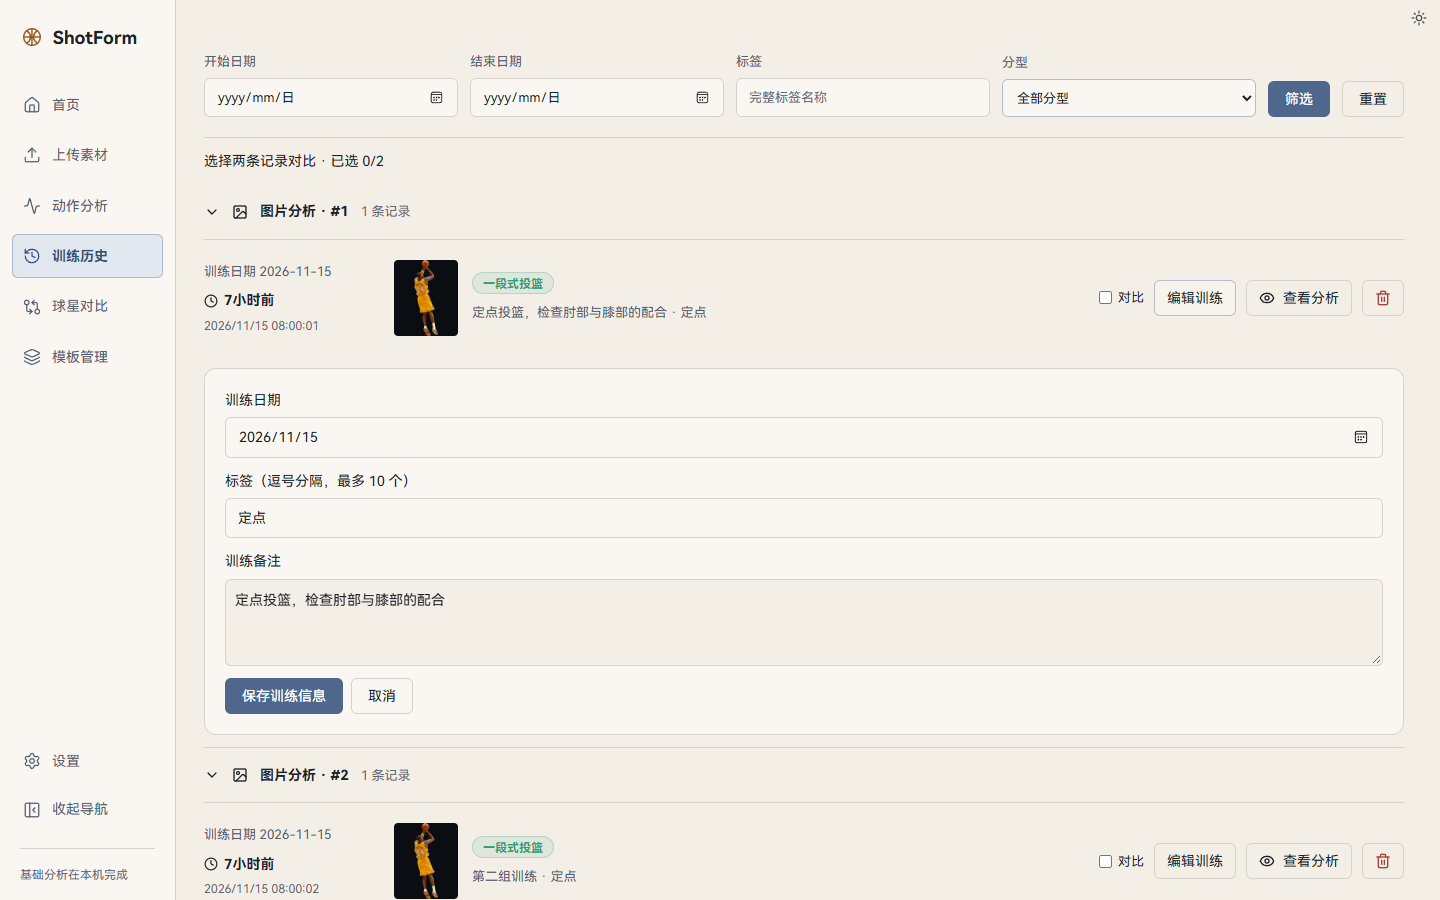 ShotForm
首页
上传素材
动作分析
训练历史
球星对比
模板管理
设置
收起导航
基础分析在本机完成
开始日期
结束日期
标签
分型
yyyy/mm/日
yyyy/mm/日
完整标签名称
全部分型
筛选
重置
选择两条记录对比 · 已选 0/2
图片分析 · #1 1 条记录
训练日期 2026-11-15
7小时前
2026/11/15 08:00:01
一段式投篮
定点投篮，检查肘部与膝部的配合 · 定点
对比
编辑训练
查看分析
训练日期
2026/11/15
标签（逗号分隔，最多 10 个）
定点
训练备注
定点投篮，检查肘部与膝部的配合
保存训练信息
取消
图片分析 · #2 1 条记录
训练日期 2026-11-15
7小时前
2026/11/15 08:00:02
一段式投篮
第二组训练 · 定点
对比
编辑训练
查看分析